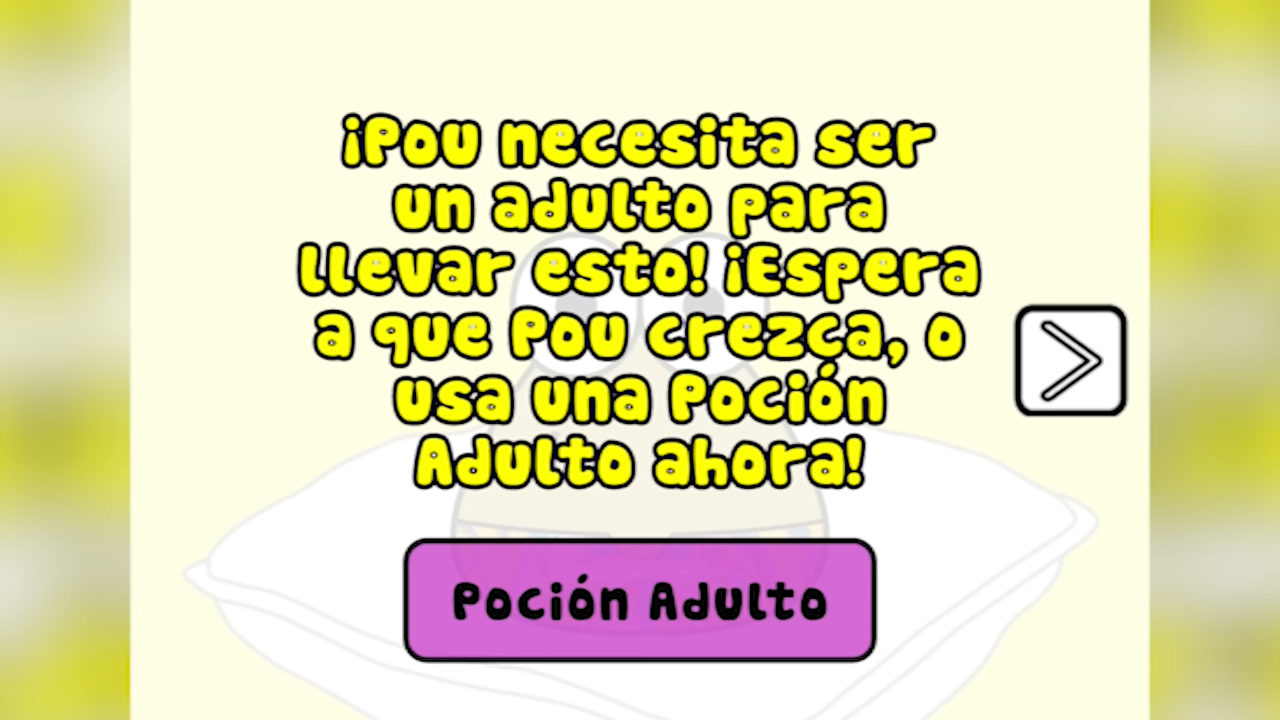 ¡Pou necesita ser
un adulto para
llevar esto! ¡Espera
a que Pou crezca, o
usa una Poción
Adulto ahora!
Poción Adulto